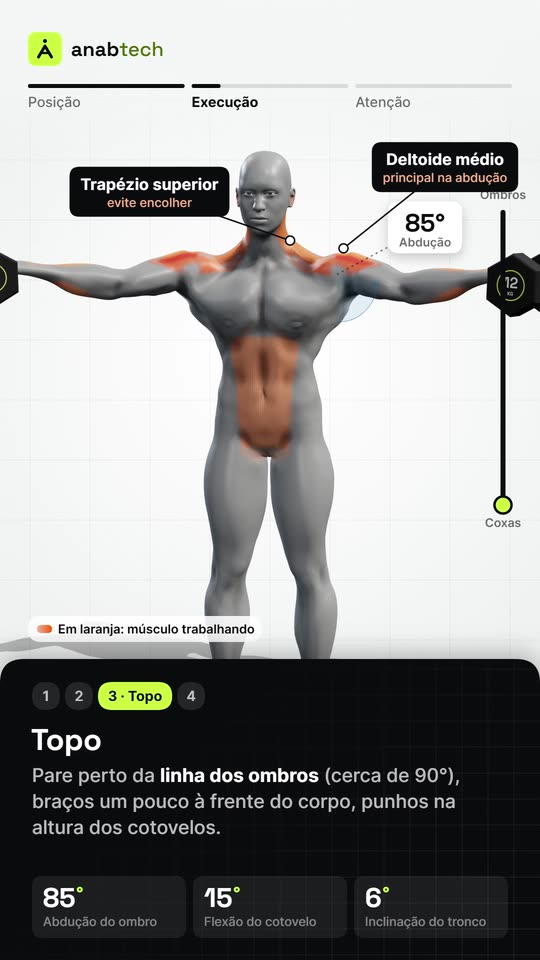 anabtech
Posição
Execução
Atenção
Deltoide médio
principal na abdução
Trapézio superior
evite encolher
Ombros
85°
Abdução
12
KG
Coxas
Em laranja: músculo trabalhando
1
2
3 · Topo
4
Topo
Pare perto da linha dos ombros (cerca de 90°),
braços um pouco à frente do corpo, punhos na
altura dos cotovelos.
85°
Abdução do ombro
15°
Flexão do cotovelo
6°
Inclinação do tronco